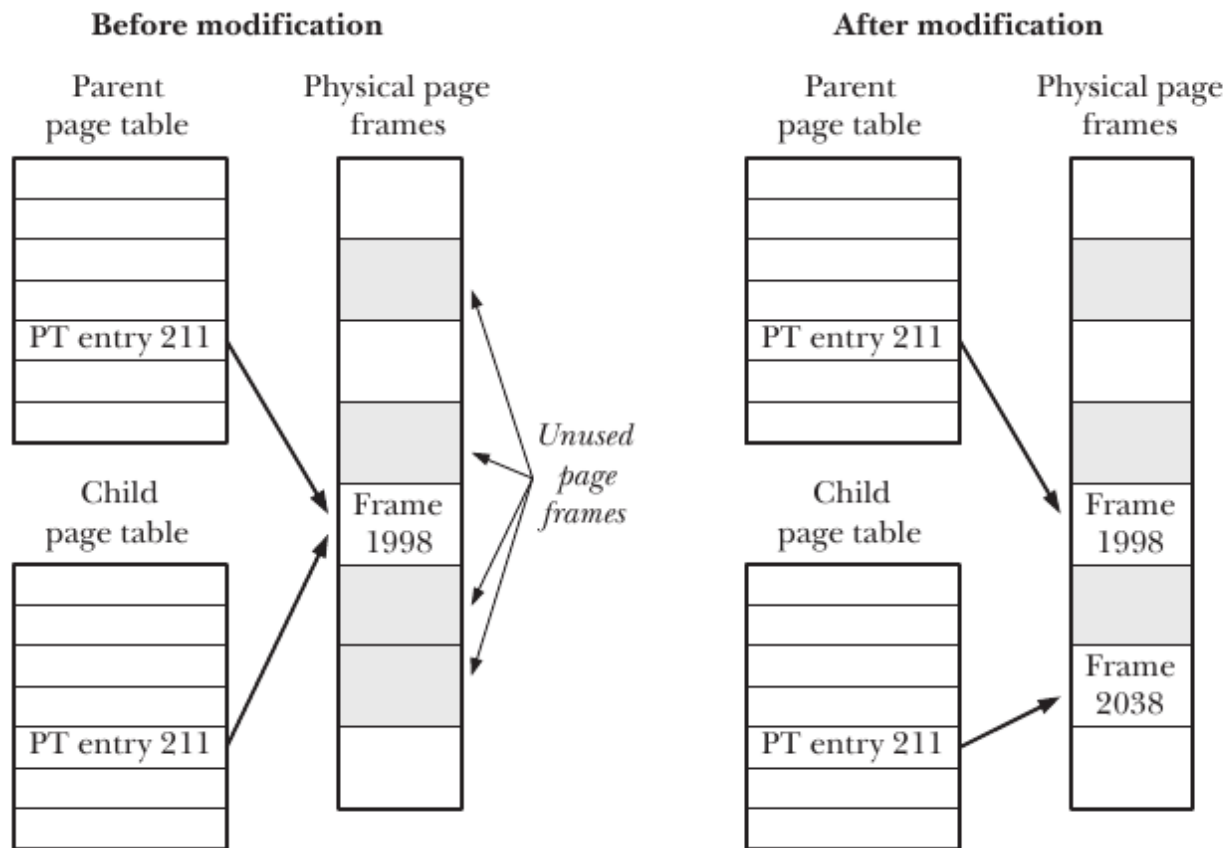 Before modification
Parent
page table
Physical page
frames
PT entry 211
Frame
1998
Unused
page
frames
Child
page table
PT entry 211
After modification
Parent
page table
Physical page
frames
PT entry 211
Frame
1998
Child
page table
Frame
2038
PT entry 211